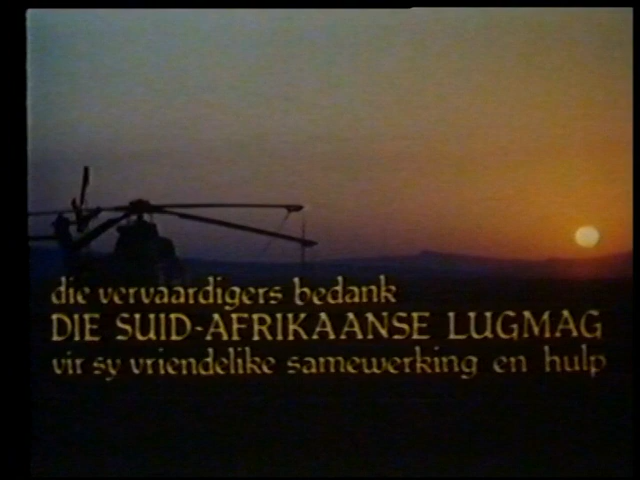 die vervaardigers bedank
DIE SUID-AFRIKAANSE LUGMAG
vir sy vriendelike samewerking en hulp